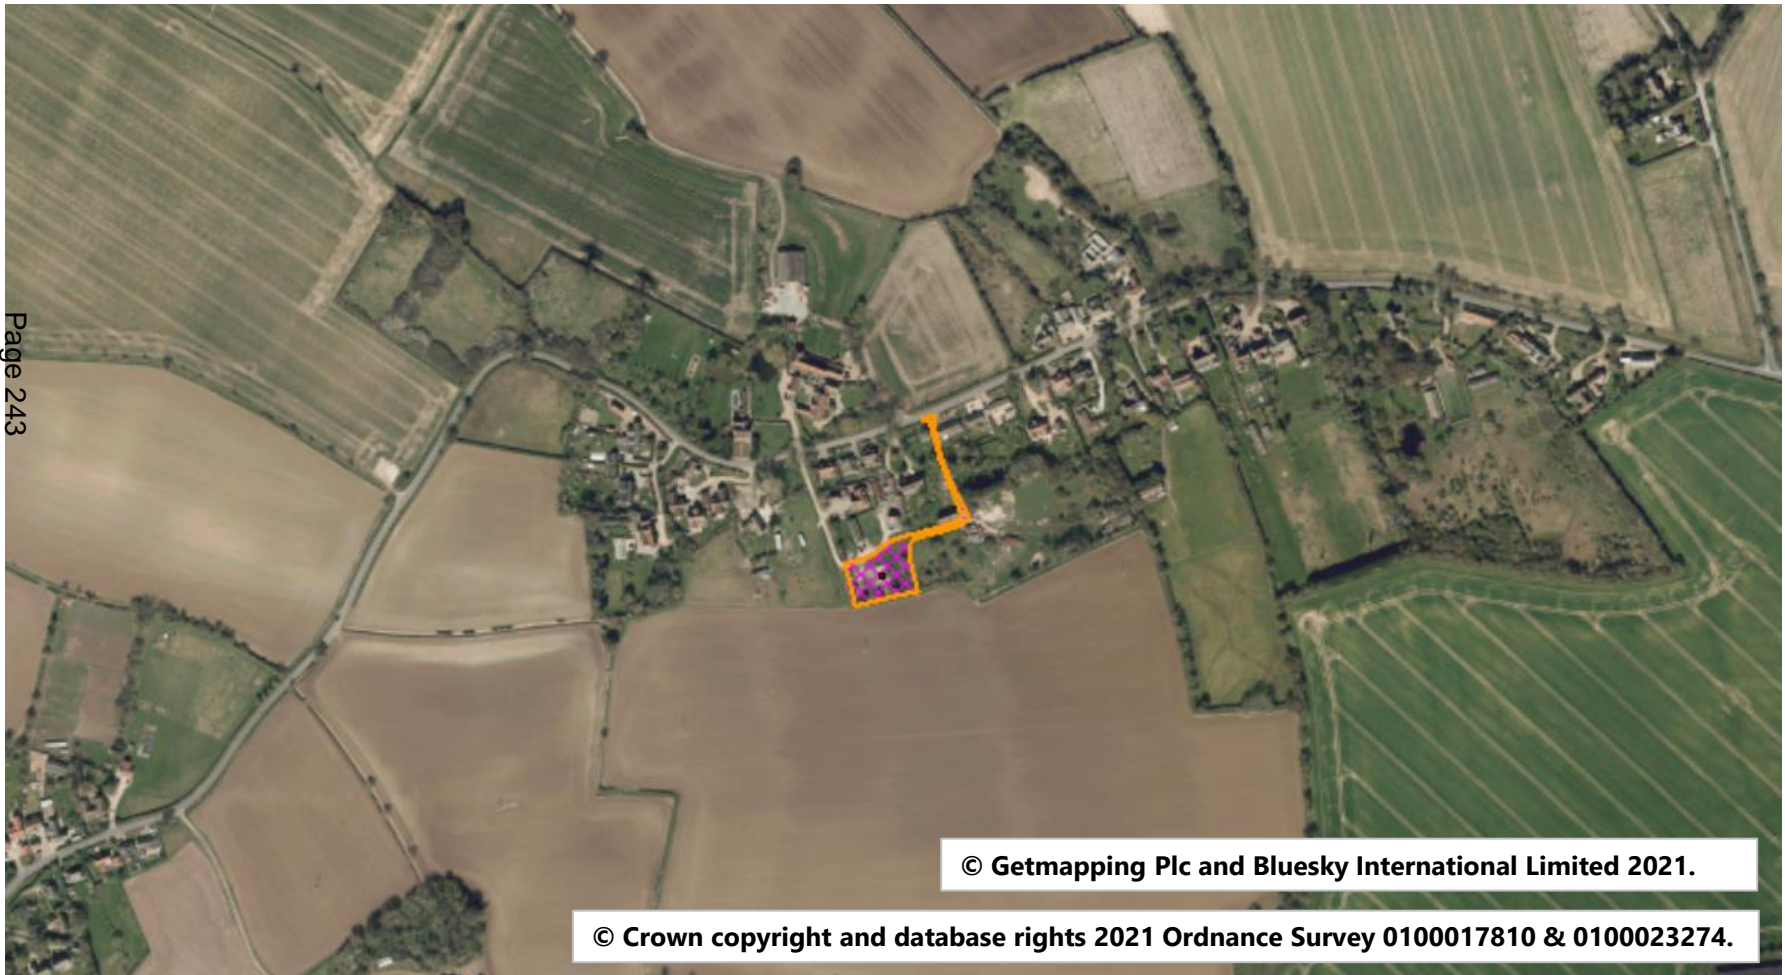 Page 243
© Getmapping Plc and Bluesky International Limited 2021.
© Crown copyright and database rights 2021 Ordnance Survey 0100017810 & 0100023274.